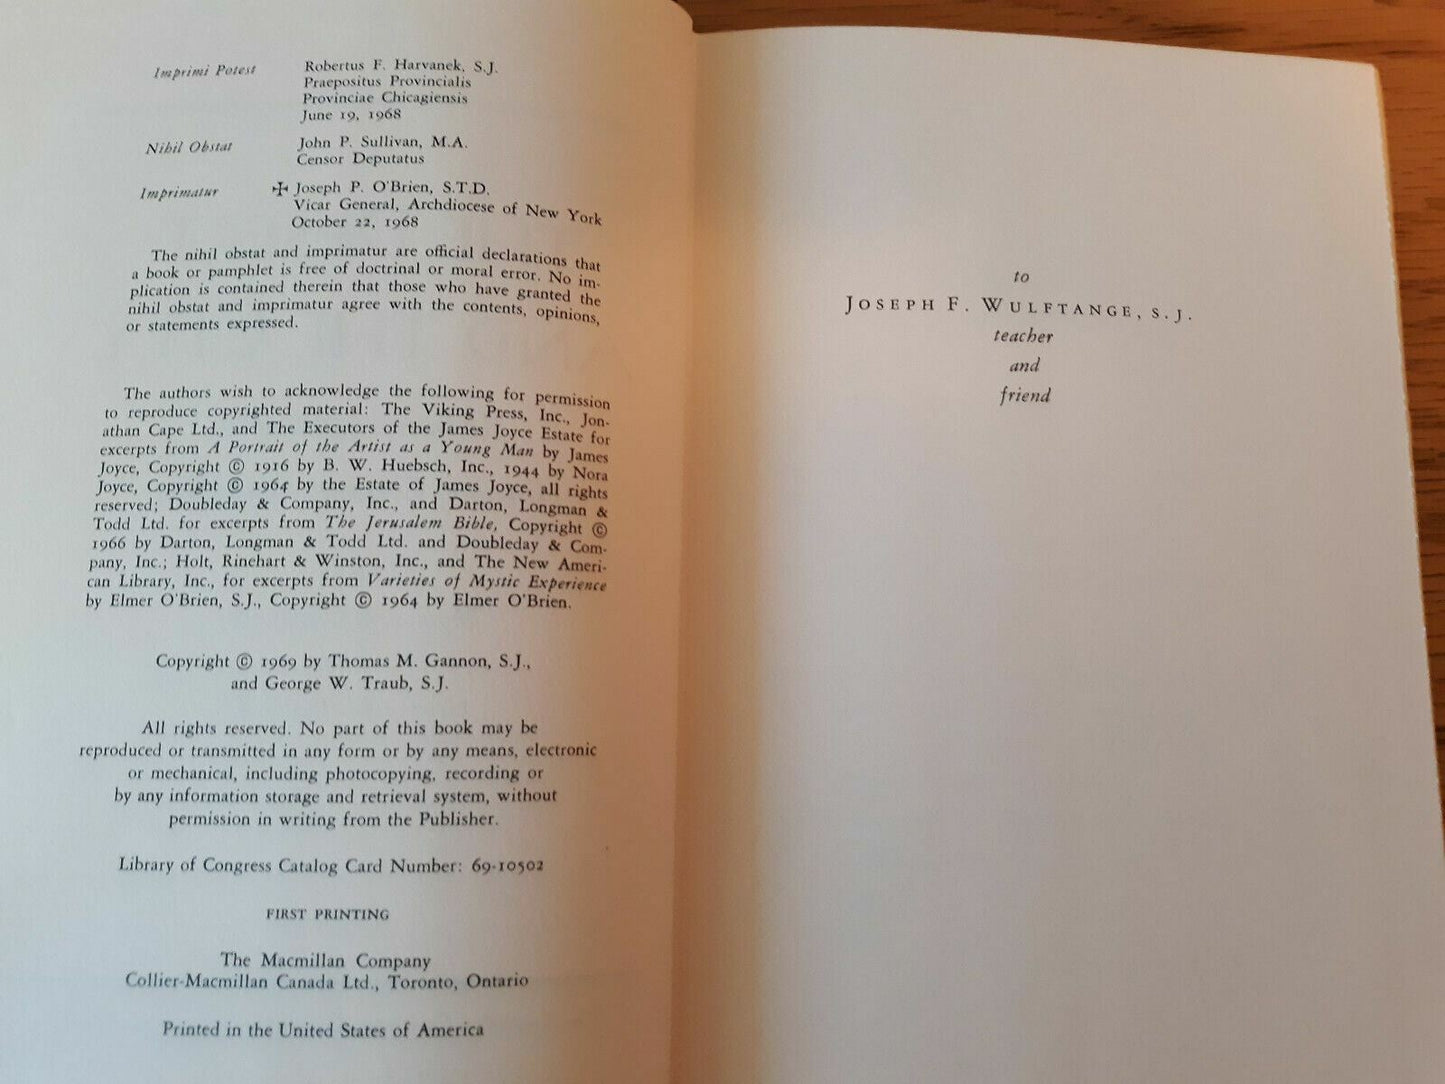 Imprimi Potest Robertus F. Harvanek, S.J.
Praepositus Provincialis
Provinciae Chicagiensis
June 19, 1968
Nihil Obstat John P. Sullivan, M.A.
Censor Deputatus
Imprimatur ✠ Joseph P. O'Brien, S.T.D.
Vicar General, Archdiocese of New York
October 22, 1968
The nihil obstat and imprimatur are official declarations that
a book or pamphlet is free of doctrinal or moral error. No im-
plication is contained therein that those who have granted the
nihil obstat and imprimatur agree with the contents, opinions,
or statements expressed.
The authors wish to acknowledge the following for permission
to reproduce copyrighted material: The Viking Press, Inc., Jon-
athan Cape Ltd., and The Executors of the James Joyce Estate for
excerpts from A Portrait of the Artist as a Young Man by James
Joyce, Copyright © 1916 by B. W. Huebsch, Inc., 1944 by Nora
Joyce, Copyright © 1964 by the Estate of James Joyce, all rights
reserved; Doubleday & Company, Inc., and Darton, Longman &
Todd Ltd. for excerpts from The Jerusalem Bible, Copyright ©
1966 by Darton, Longman & Todd Ltd. and Doubleday & Com-
pany, Inc.; Holt, Rinehart & Winston, Inc., and The New Ameri-
can Library, Inc., for excerpts from Varieties of Mystic Experience
by Elmer O'Brien, S.J., Copyright © 1964 by Elmer O'Brien.
Copyright © 1969 by Thomas M. Gannon, S.J.,
and George W. Traub, S.J.
All rights reserved. No part of this book may be
reproduced or transmitted in any form or by any means, electronic
or mechanical, including photocopying, recording or
by any information storage and retrieval system, without
permission in writing from the Publisher.
Library of Congress Catalog Card Number: 69-10502
FIRST PRINTING
The Macmillan Company
Collier-Macmillan Canada Ltd., Toronto, Ontario
Printed in the United States of America
to
JOSEPH F. WULFTANGE, S.J.
teacher
and
friend